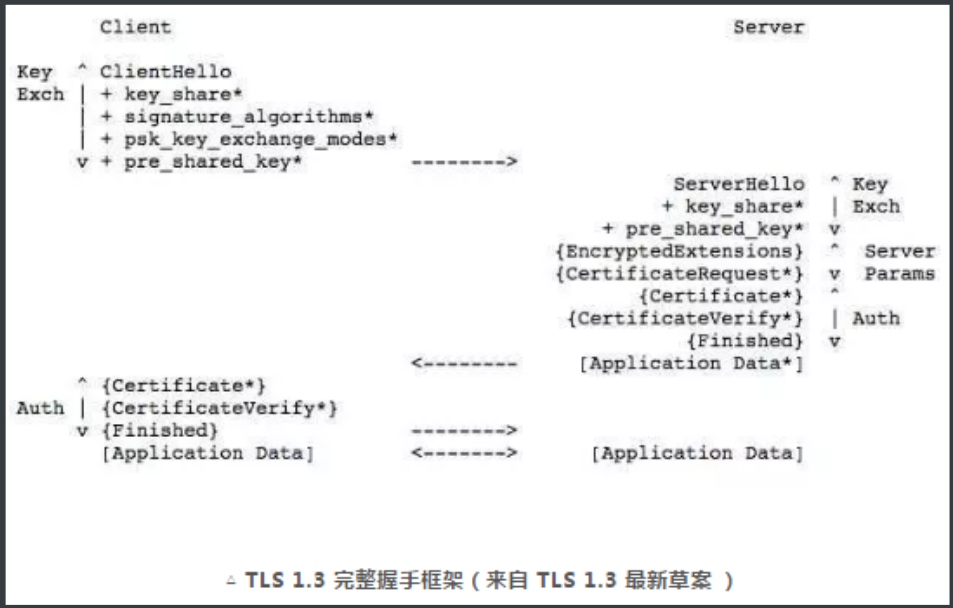 Client Server
Key ^ ClientHello
Exch | + key_share*
| + signature_algorithms*
| + psk_key_exchange_modes*
v + pre_shared_key* -------->
ServerHello ^ Key
+ key_share* | Exch
+ pre_shared_key* v
{EncryptedExtensions} ^ Server
{CertificateRequest*} v Params
{Certificate*} ^
{CertificateVerify*} | Auth
{Finished} v
<-------- [Application Data*]
^ {Certificate*}
Auth | {CertificateVerify*}
v {Finished} -------->
[Application Data] <-------> [Application Data]
△ TLS 1.3 完整握手框架 ( 来自 TLS 1.3 最新草案 )